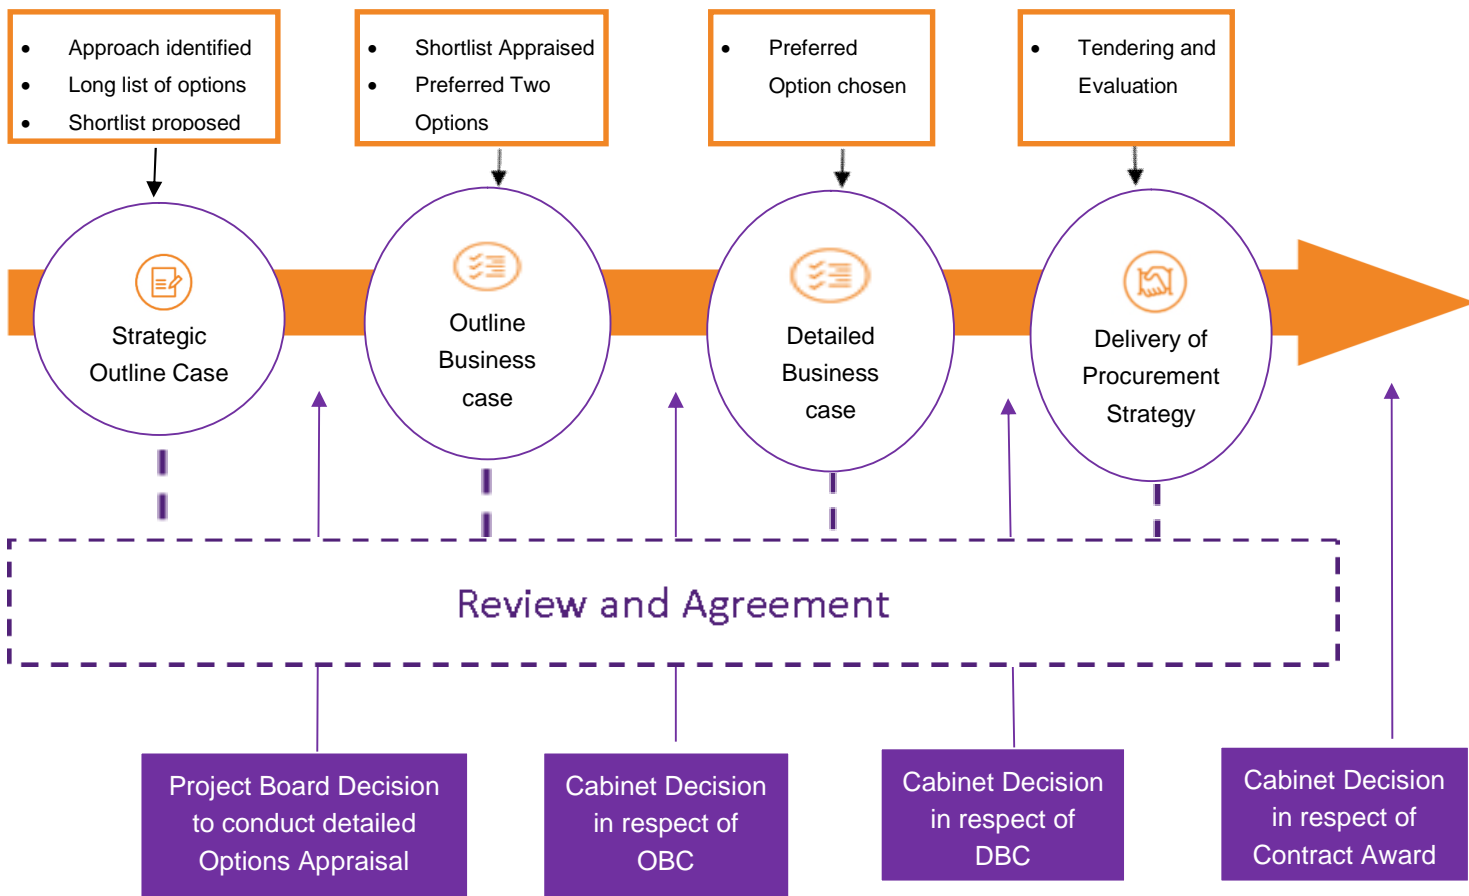 Approach identified
Long list of options
Shortlist proposed
Shortlist Appraised
Preferred Two
Options
Preferred
Option chosen
Tendering and
Evaluation
Strategic
Outline Case
Outline
Business
case
Detailed
Business
case
Delivery of
Procurement
Strategy
Review and Agreement
Project Board Decision
to conduct detailed
Options Appraisal
Cabinet Decision
in respect of
OBC
Cabinet Decision
in respect of
DBC
Cabinet Decision
in respect of
Contract Award